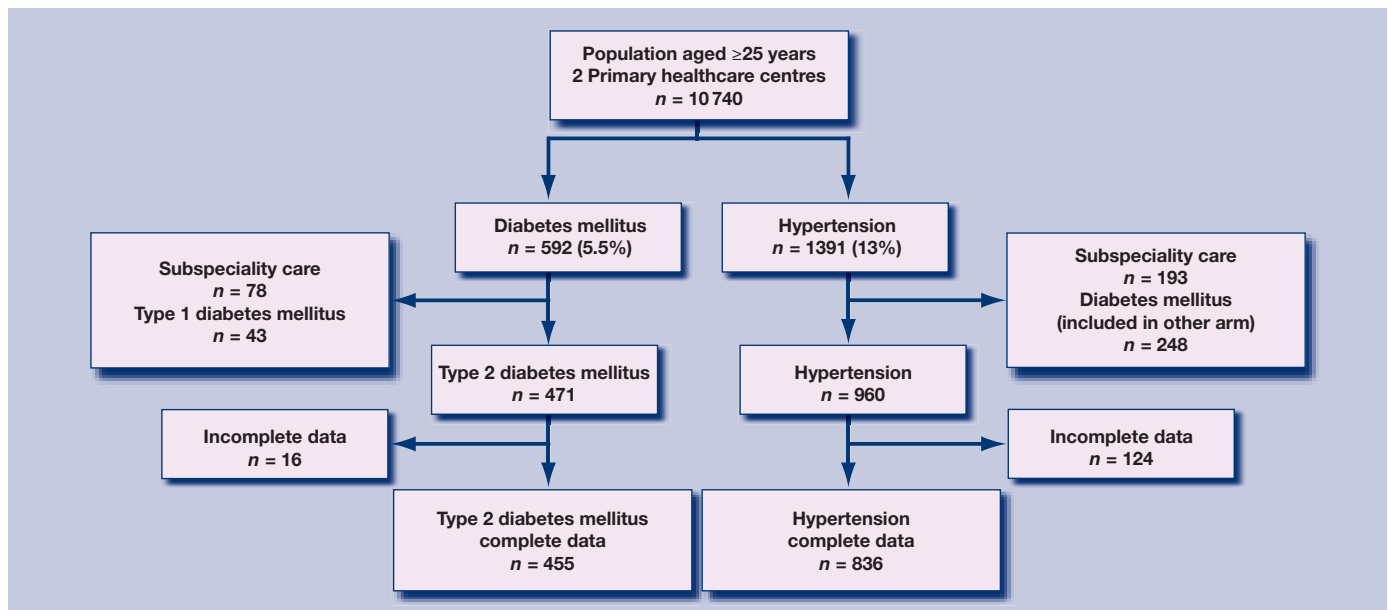 Population aged ≥25 years
2 Primary healthcare centres
n = 10 740
Diabetes mellitus
n = 592 (5.5%)
Hypertension
n = 1391 (13%)
Subspeciality care
n = 78
Type 1 diabetes mellitus
n = 43
Subspeciality care
n = 193
Diabetes mellitus
(included in other arm)
n = 248
Type 2 diabetes mellitus
n = 471
Hypertension
n = 960
Incomplete data
n = 16
Incomplete data
n = 124
Type 2 diabetes mellitus
complete data
n = 455
Hypertension
complete data
n = 836